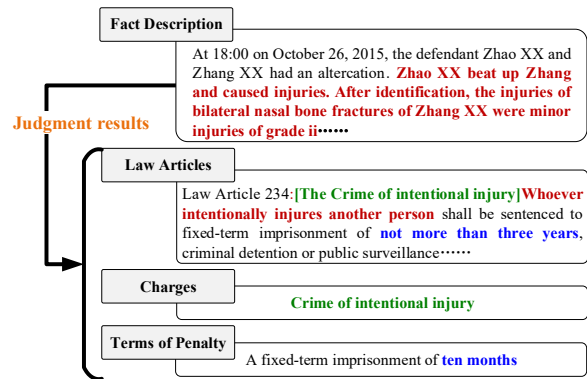 Fact Description
At 18:00 on October 26, 2015, the defendant Zhao XX and
Zhang XX had an altercation. Zhao XX beat up Zhang
and caused injuries. After identification, the injuries of
bilateral nasal bone fractures of Zhang XX were minor
injuries of grade ii······
Judgment results
Law Articles
Law Article 234:[The Crime of intentional injury]Whoever
intentionally injures another person shall be sentenced to
fixed-term imprisonment of not more than three years,
criminal detention or public surveillance······
Charges
Crime of intentional injury
Terms of Penalty
A fixed-term imprisonment of ten months